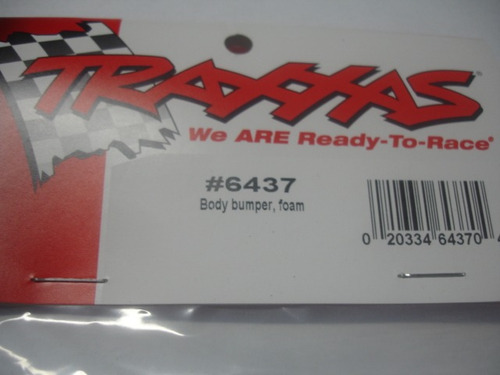 TRAXXAS®
We ARE Ready-To-Race®
#6437
Body bumper, foam
0 20334 64370 4